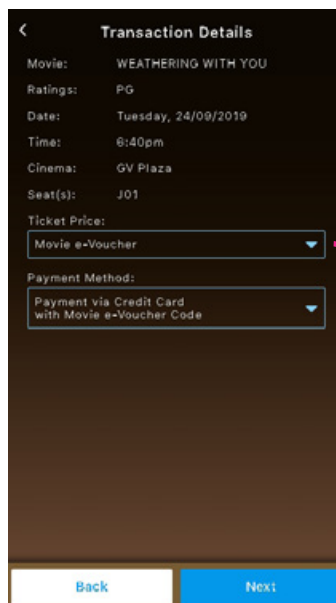 Transaction Details
Movie: WEATHERING WITH YOU
Ratings: PG
Date: Tuesday, 24/09/2019
Time: 6:40pm
Cinema: GV Plaza
Seat(s): J01
Ticket Price:
Movie e-Voucher
Payment Method:
Payment via Credit Card
with Movie e-Voucher Code
Back Next